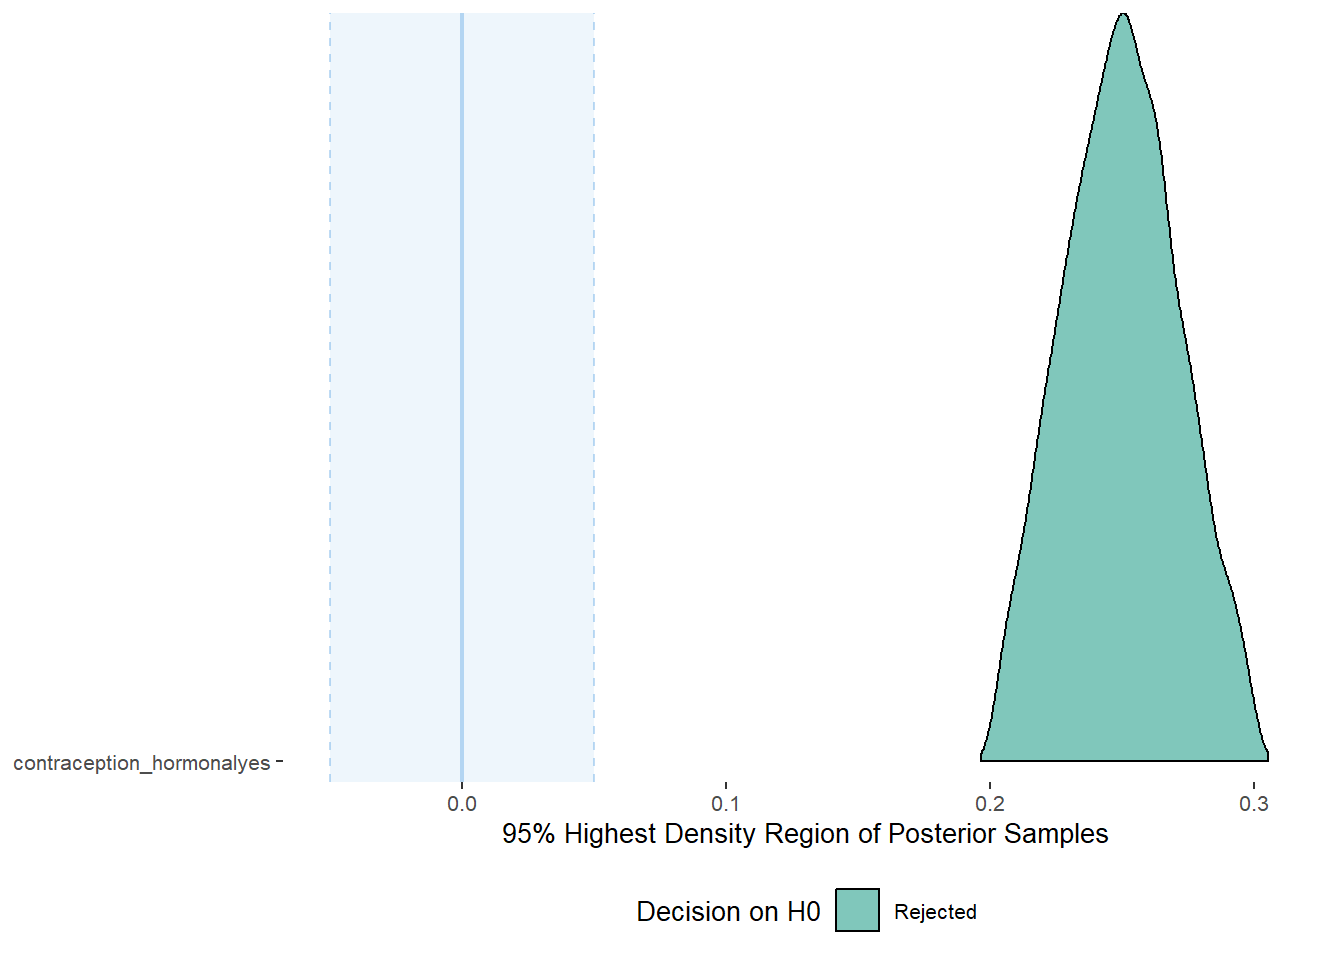 contraception_hormonalyes
0.0 0.1 0.2 0.3
95% Highest Density Region of Posterior Samples
Decision on H0 Rejected